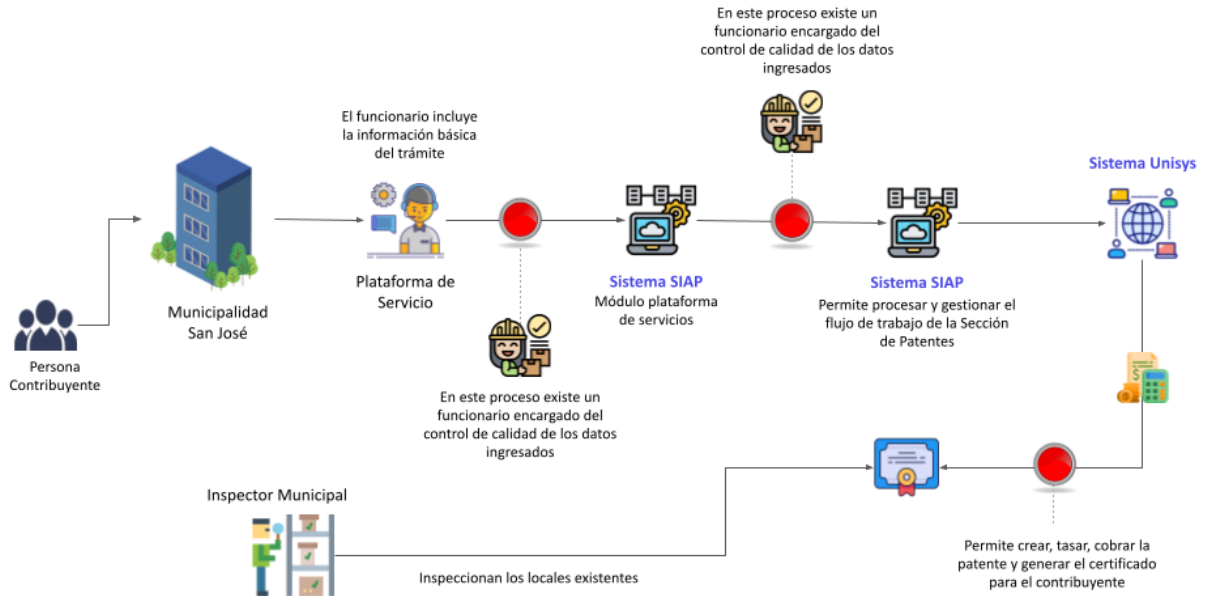 En este proceso existe un
funcionario encargado del
control de calidad de los datos
ingresados
El funcionario incluye
la información básica
del trámite
Sistema Unisys
Municipalidad
San José
Plataforma de
Servicio
Sistema SIAP
Módulo plataforma
de servicios
Sistema SIAP
Permite procesar y gestionar el
flujo de trabajo de la Sección
de Patentes
Persona
Contribuyente
En este proceso existe un
funcionario encargado del
control de calidad de los datos
ingresados
Inspector Municipal
Inspeccionan los locales existentes
Permite crear, tasar, cobrar la
patente y generar el certificado
para el contribuyente